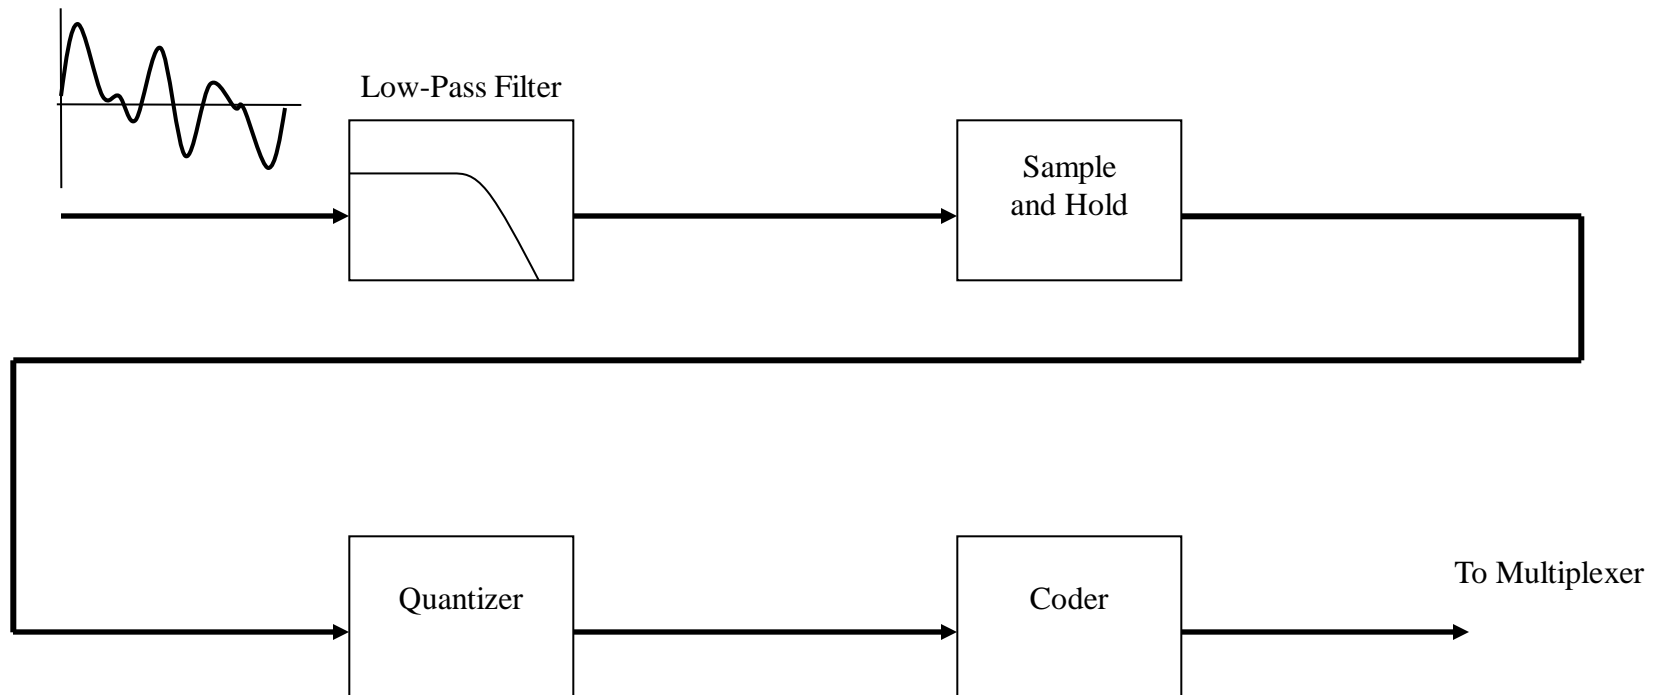 Low-Pass Filter
Sample
and Hold
Quantizer
Coder
To Multiplexer